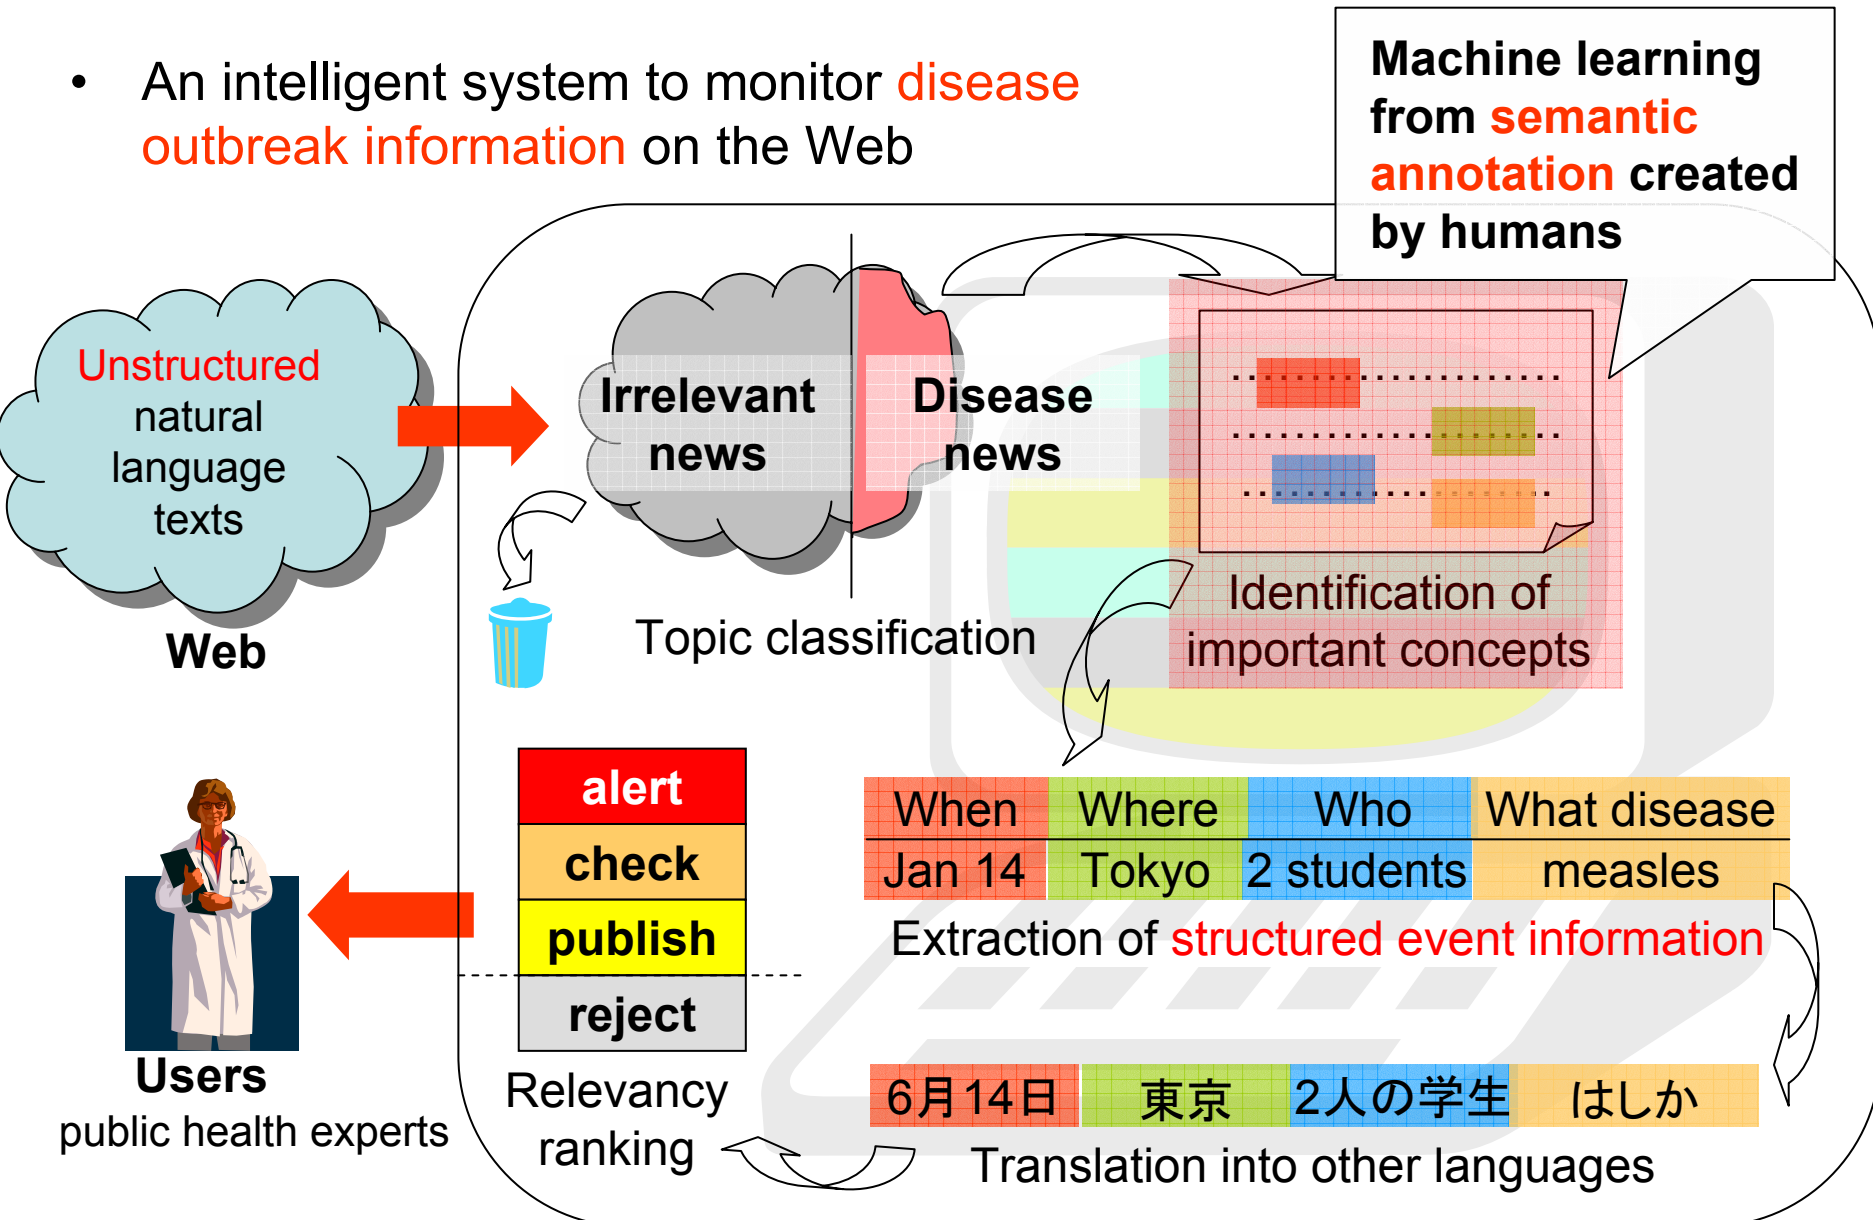 • An intelligent system to monitor disease
outbreak information on the Web
Machine learning
from semantic
annotation created
by humans
Unstructured
natural
language
texts
Web
Irrelevant
news
Disease
news
Topic classification
Identification of
important concepts
When Where Who What disease
Jan 14 Tokyo 2 students measles
Extraction of structured event information
6月14日 東京 2人の学生 はしか
Translation into other languages
alert
check
publish
reject
Relevancy
ranking
Users
public health experts